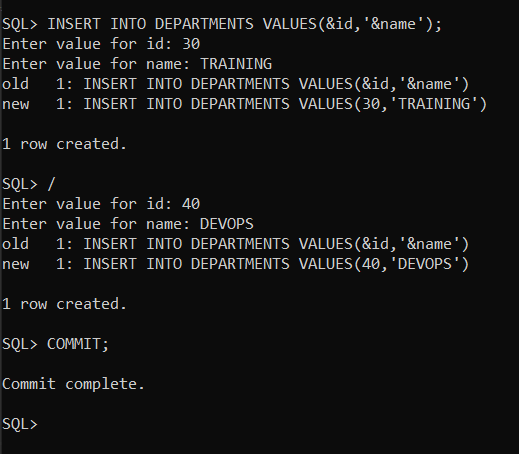 SQL> INSERT INTO DEPARTMENTS VALUES(&id,'&name');
Enter value for id: 30
Enter value for name: TRAINING
old   1: INSERT INTO DEPARTMENTS VALUES(&id,'&name')
new   1: INSERT INTO DEPARTMENTS VALUES(30,'TRAINING')
1 row created.
SQL> /
Enter value for id: 40
Enter value for name: DEVOPS
old   1: INSERT INTO DEPARTMENTS VALUES(&id,'&name')
new   1: INSERT INTO DEPARTMENTS VALUES(40,'DEVOPS')
1 row created.
SQL> COMMIT;
Commit complete.
SQL>